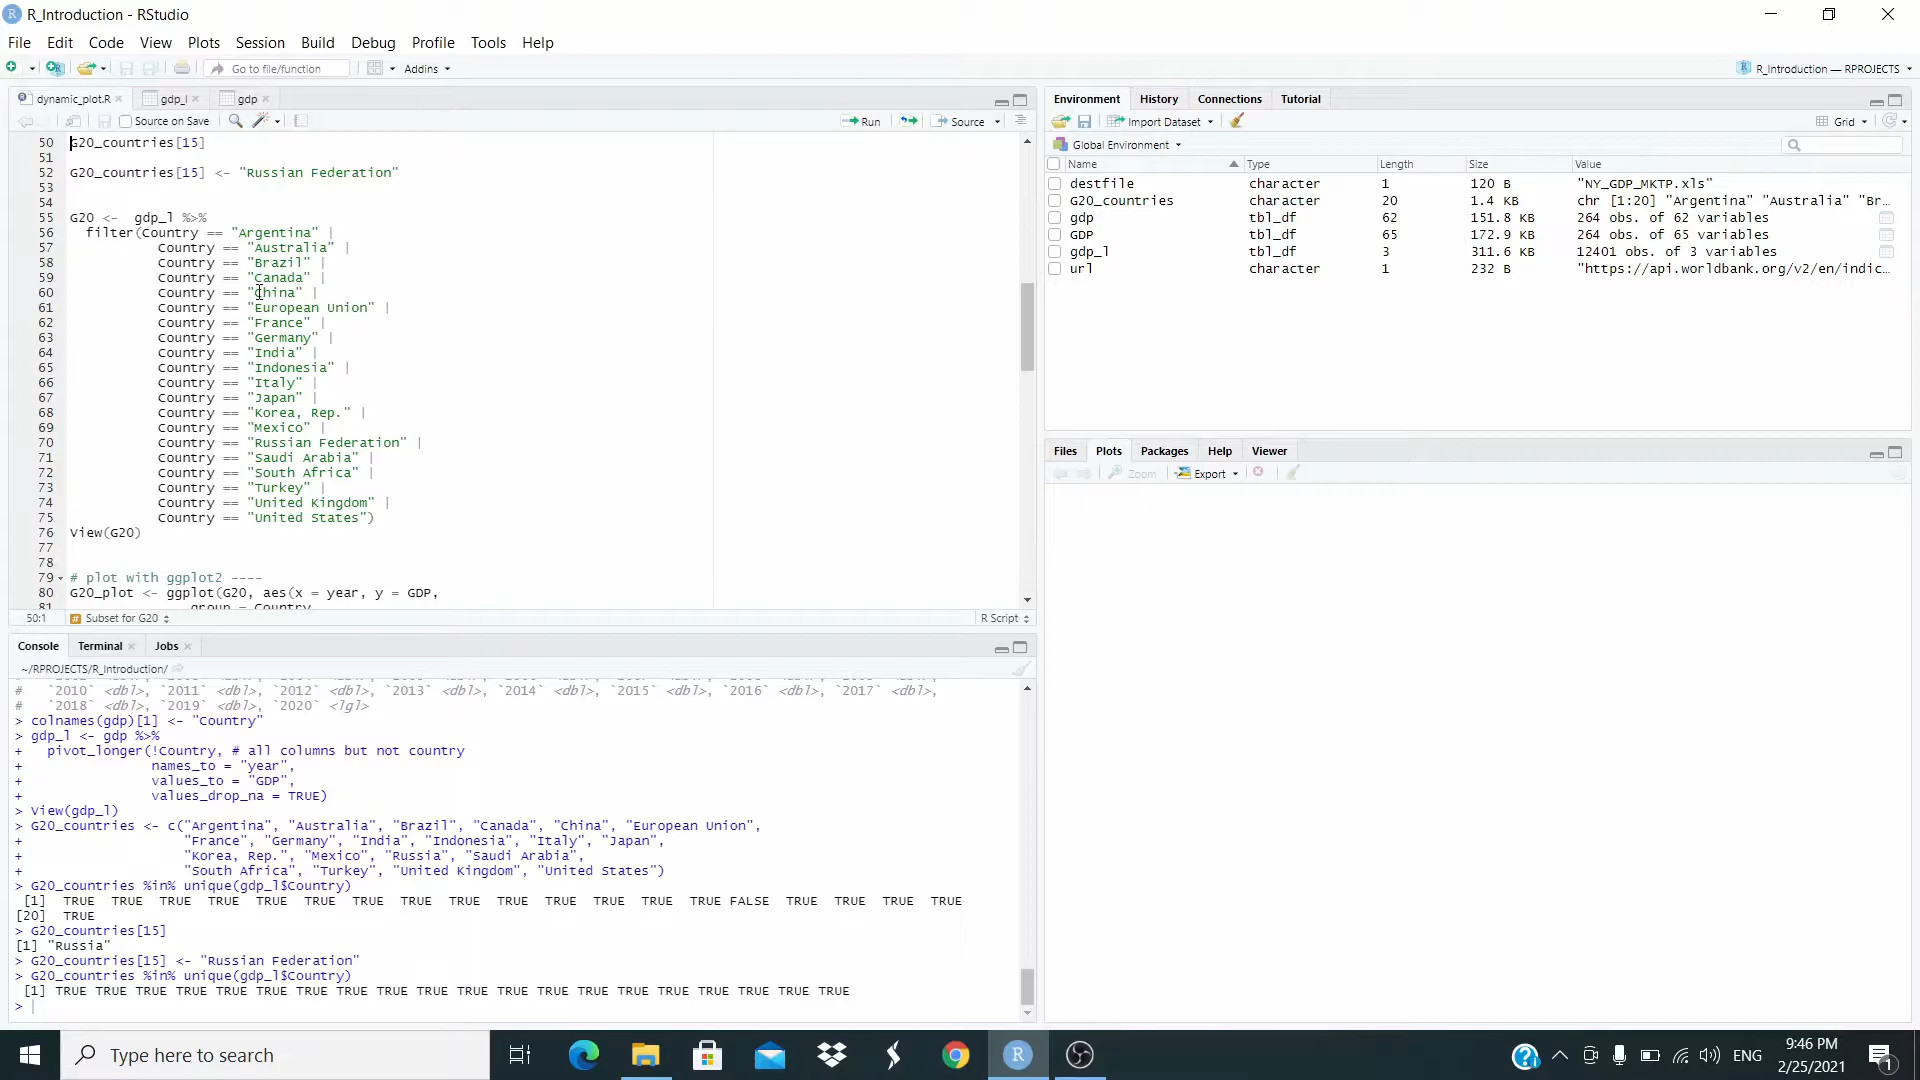 R_Introduction - RStudio
File Edit Code View Plots Session Build Debug Profile Tools Help
Go to file/function Addins R_Introduction — RPROJECTS
dynamic_plot.R gdp_l gdp
Source on Save Run Source
50 G20_countries[15]
51
52 G20_countries[15] <- "Russian Federation"
53
54
55 G20 <-  gdp_l %>%
56   filter(Country == "Argentina" |
57            Country == "Australia" |
58            Country == "Brazil" |
59            Country == "Canada" |
60            Country == "China" |
61            Country == "European Union" |
62            Country == "France" |
63            Country == "Germany" |
64            Country == "India" |
65            Country == "Indonesia" |
66            Country == "Italy" |
67            Country == "Japan" |
68            Country == "Korea, Rep." |
69            Country == "Mexico" |
70            Country == "Russian Federation" |
71            Country == "Saudi Arabia" |
72            Country == "South Africa" |
73            Country == "Turkey" |
74            Country == "United Kingdom" |
75            Country == "United States")
76 View(G20)
77
78
79 # plot with ggplot2 ----
80 G20_plot <- ggplot(G20, aes(x = year, y = GDP,
81                group = Country
50:1 Subset for G20 R Script
Console Terminal Jobs
~/RPROJECTS/R_Introduction/
#   `2010` <dbl>, `2011` <dbl>, `2012` <dbl>, `2013` <dbl>, `2014` <dbl>, `2015` <dbl>, `2016` <dbl>, `2017` <dbl>,
#   `2018` <dbl>, `2019` <dbl>, `2020` <lgl>
> colnames(gdp)[1] <- "Country"
> gdp_l <- gdp %>%
+   pivot_longer(!Country, # all columns but not country
+                names_to = "year",
+                values_to = "GDP",
+                values_drop_na = TRUE)
> View(gdp_l)
> G20_countries <- c("Argentina", "Australia", "Brazil", "Canada", "China", "European Union",
+                    "France", "Germany", "India", "Indonesia", "Italy", "Japan",
+                    "Korea, Rep.", "Mexico", "Russia", "Saudi Arabia",
+                    "South Africa", "Turkey", "United Kingdom", "United States")
> G20_countries %in% unique(gdp_l$Country)
 [1]  TRUE  TRUE  TRUE  TRUE  TRUE  TRUE  TRUE  TRUE  TRUE  TRUE  TRUE  TRUE  TRUE  TRUE FALSE  TRUE  TRUE  TRUE  TRUE
[20]  TRUE
> G20_countries[15]
[1] "Russia"
> G20_countries[15] <- "Russian Federation"
> G20_countries %in% unique(gdp_l$Country)
 [1] TRUE TRUE TRUE TRUE TRUE TRUE TRUE TRUE TRUE TRUE TRUE TRUE TRUE TRUE TRUE TRUE TRUE TRUE TRUE TRUE
>
Environment History Connections Tutorial
Import Dataset Grid
Global Environment
Name Type Length Size Value
destfile character 1 120 B "NY_GDP_MKTP.xls"
G20_countries character 20 1.4 KB chr [1:20] "Argentina" "Australia" "Br…
gdp tbl_df 62 151.8 KB 264 obs. of 62 variables
GDP tbl_df 65 172.9 KB 264 obs. of 65 variables
gdp_l tbl_df 3 311.6 KB 12401 obs. of 3 variables
url character 1 232 B "https://api.worldbank.org/v2/en/indic…
Files Plots Packages Help Viewer
Zoom Export
Type here to search
ENG
9:46 PM
2/25/2021
1